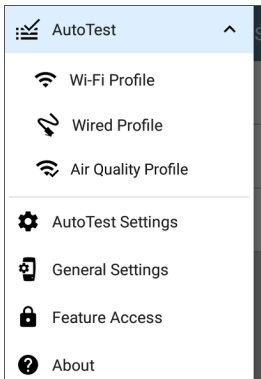 AutoTest
Wi-Fi Profile
Wired Profile
Air Quality Profile
AutoTest Settings
General Settings
Feature Access
About